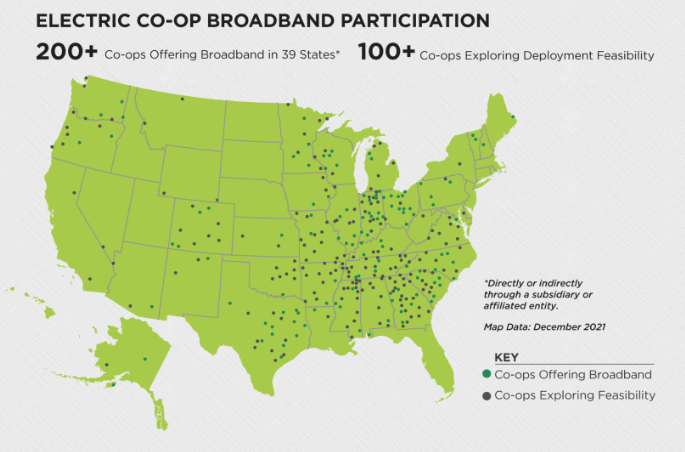 ELECTRIC CO-OP BROADBAND PARTICIPATION
200+ Co-ops Offering Broadband in 39 States* 100+ Co-ops Exploring Deployment Feasibility
*Directly or indirectly
through a subsidiary or
affiliated entity.
Map Data: December 2021
KEY
Co-ops Offering Broadband
Co-ops Exploring Feasibility